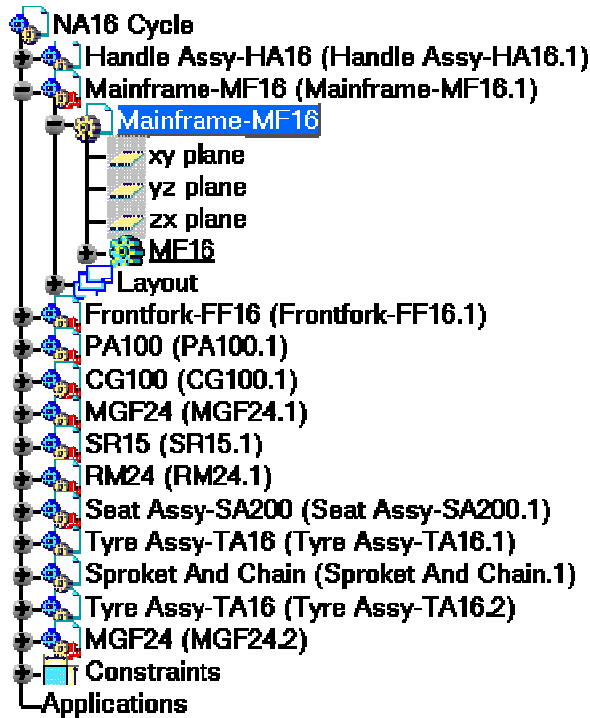 NA16 Cycle
Handle Assy-HA16 (Handle Assy-HA16.1)
Mainframe-MF16 (Mainframe-MF16.1)
Mainframe-MF16
xy plane
yz plane
zx plane
MF16
Layout
Frontfork-FF16 (Frontfork-FF16.1)
PA100 (PA100.1)
CG100 (CG100.1)
MGF24 (MGF24.1)
SR15 (SR15.1)
RM24 (RM24.1)
Seat Assy-SA200 (Seat Assy-SA200.1)
Tyre Assy-TA16 (Tyre Assy-TA16.1)
Sproket And Chain (Sproket And Chain.1)
Tyre Assy-TA16 (Tyre Assy-TA16.2)
MGF24 (MGF24.2)
Constraints
Applications